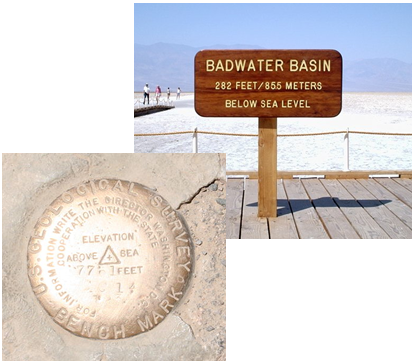 BADWATER BASIN
282 FEET/855 METERS
BELOW SEA LEVEL
U.S. GEOLOGICAL SURVEY
BENCH MARK
FOR INFORMATION WRITE THE DIRECTOR WASHINGTON D.C.
COOPERATION WITH THE STATE
ELEVATION
ABOVE SEA
FEET